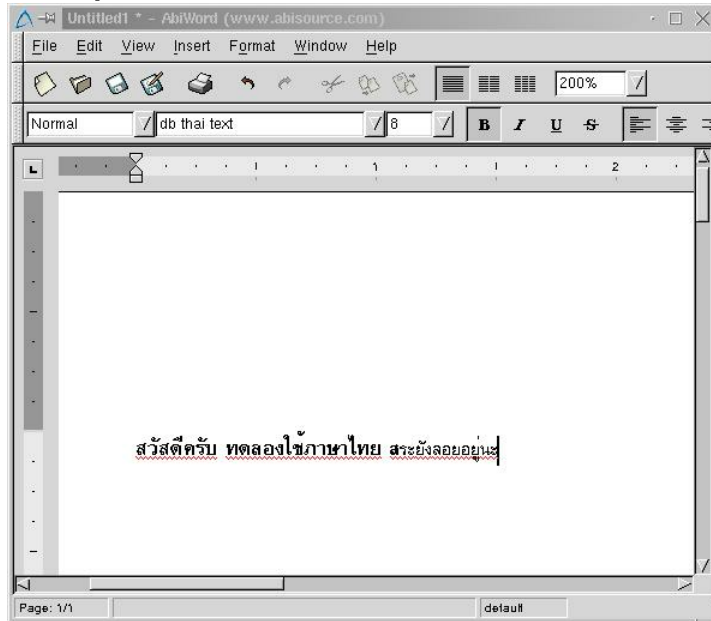 Untitled1 * - AbiWord (www.abisource.com)
File Edit View Insert Format Window Help
200%
Normal db thai text 8 B I U S
L 1 2
สวัสดีครับ ทดลองใช้ภาษาไทย สระยังลอยอยู่นะ
Page: 1/1 default